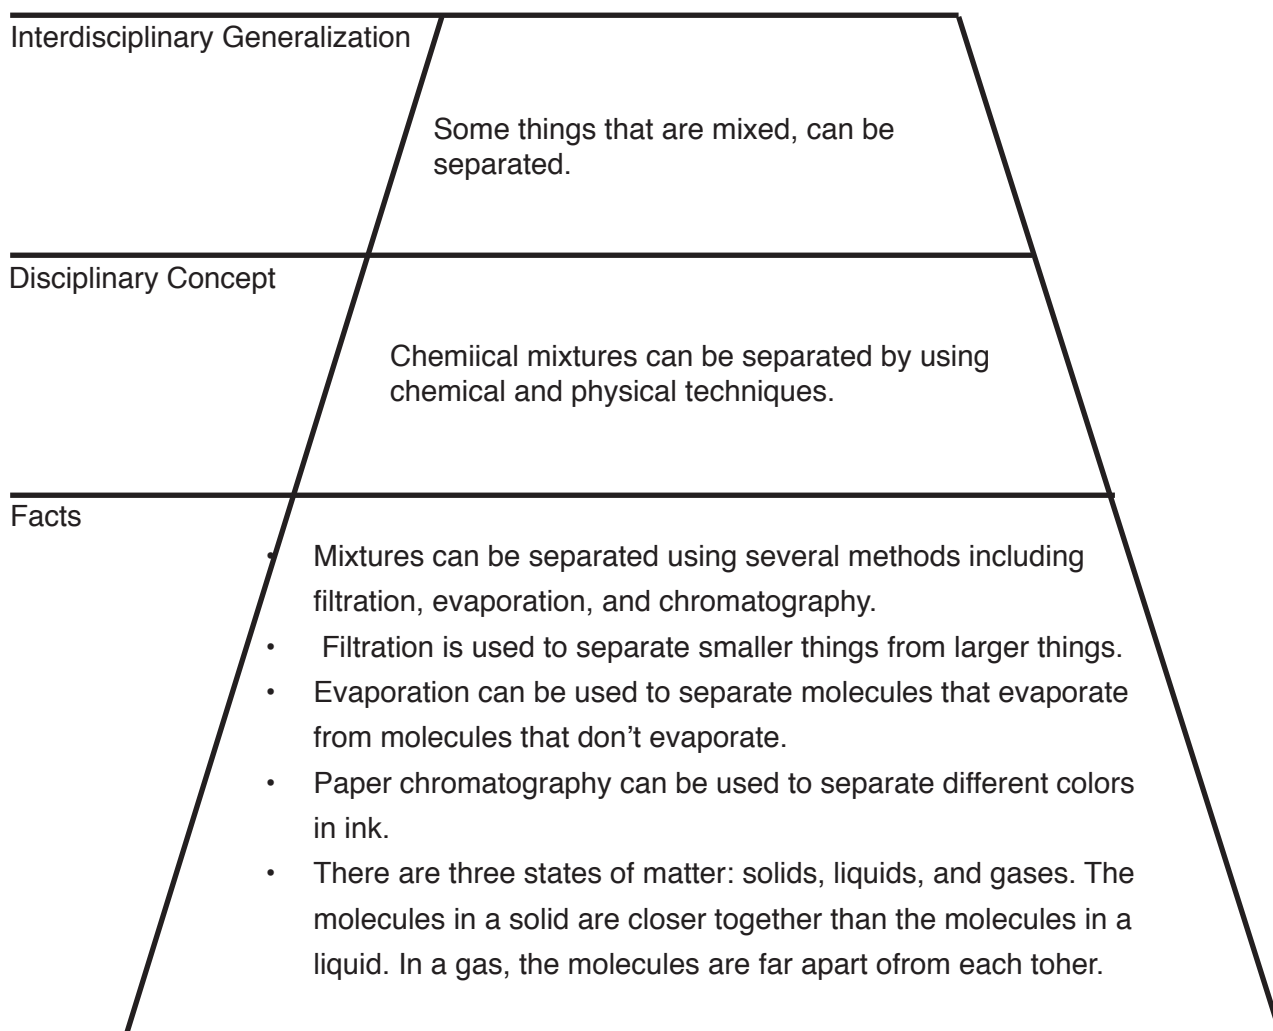 Interdisciplinary Generalization
Some things that are mixed, can be
separated.
Disciplinary Concept
Chemiical mixtures can be separated by using
chemical and physical techniques.
Facts
• Mixtures can be separated using several methods including
filtration, evaporation, and chromatography.
• Filtration is used to separate smaller things from larger things.
• Evaporation can be used to separate molecules that evaporate
from molecules that don’t evaporate.
• Paper chromatography can be used to separate different colors
in ink.
• There are three states of matter: solids, liquids, and gases. The
molecules in a solid are closer together than the molecules in a
liquid. In a gas, the molecules are far apart ofrom each toher.